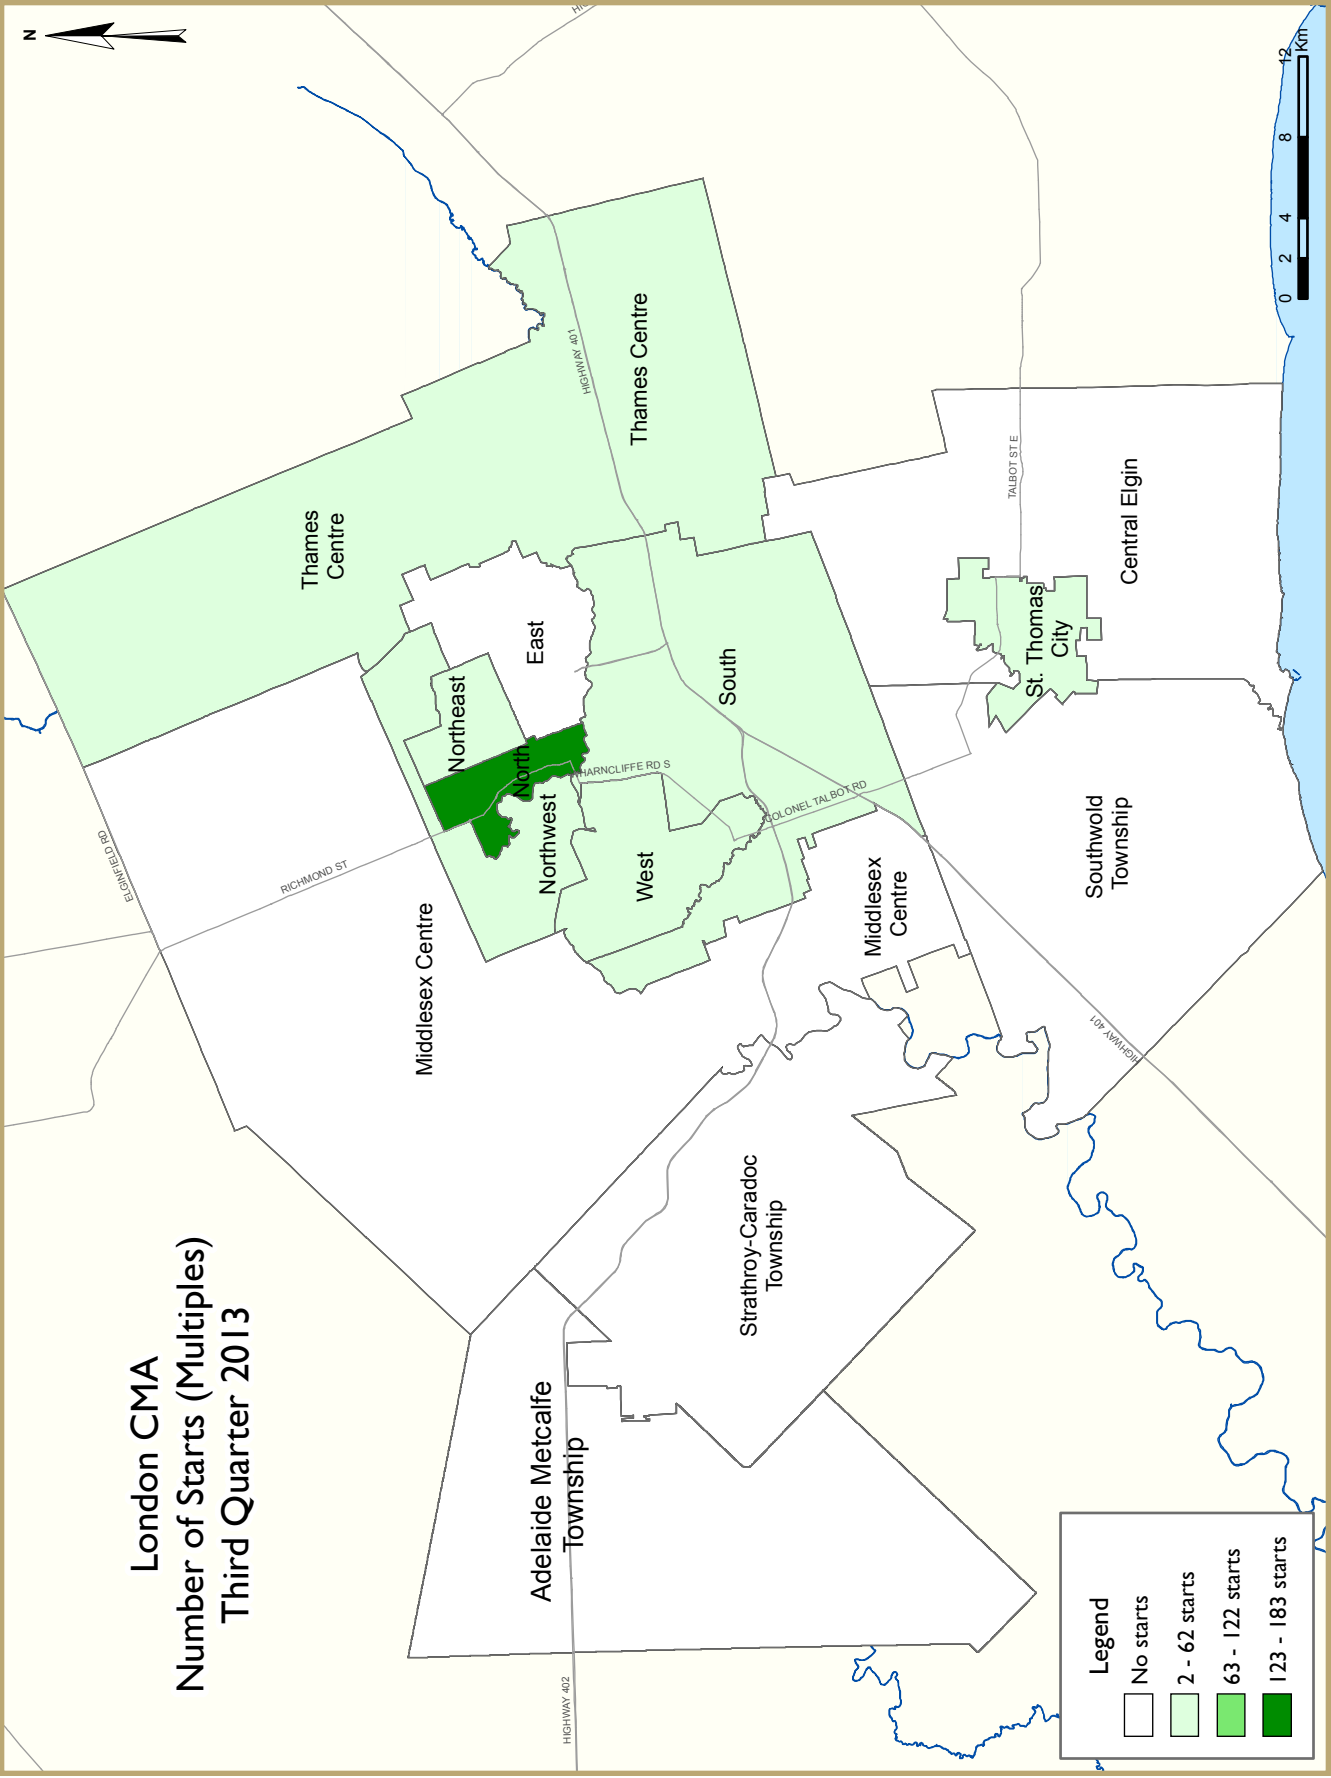 London CMA
Number of Starts (Multiples)
Third Quarter 2013
N
ELGINFIELD RD
RICHMOND ST
Thames
Centre
Middlesex Centre
Northeast
East
North
Northwest
WHARNCLIFFE RD S
HIGHWAY 401
Thames Centre
West
South
COLONEL TALBOT RD
Middlesex
Centre
Adelaide Metcalfe
Township
HIGHWAY 402
Strathroy-Caradoc
Township
TALBOT ST E
St. Thomas
City
Central Elgin
Southwold
Township
HIGHWAY 401
Legend
No starts
2 - 62 starts
63 - 122 starts
123 - 183 starts
0 2 4 8 12
Km